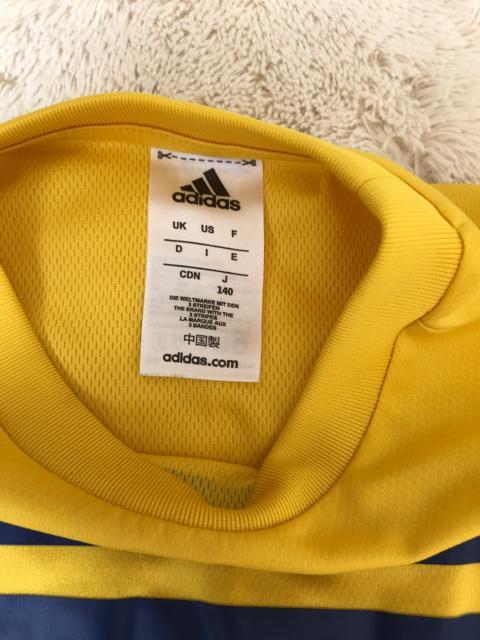 adidas
UK US F
D I E
CDN J
140
DIE WELTMARKE MIT DEN
3 STREIFEN
THE BRAND WITH THE
3 STRIPES
LA MARQUE AUX
3 BANDES
中国製
adidas.com